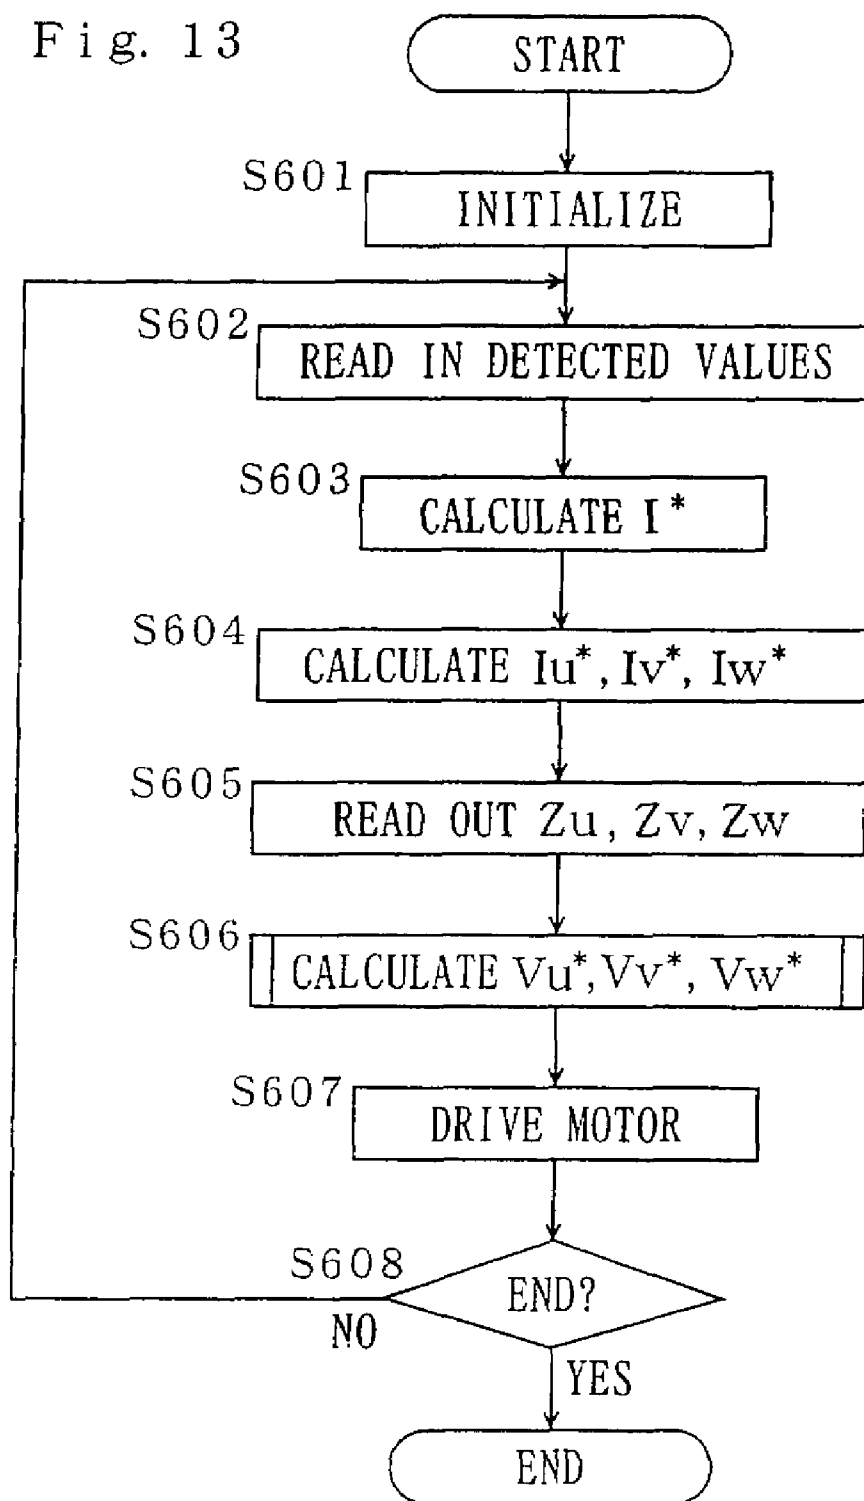 Fig. 13
START
S601
INITIALIZE
S602
READ IN DETECTED VALUES
S603
CALCULATE I*
S604
CALCULATE Iu*, Iv*, Iw*
S605
READ OUT Zu, Zv, Zw
S606
CALCULATE Vu*, Vv*, Vw*
S607
DRIVE MOTOR
S608
END?
NO
YES
END